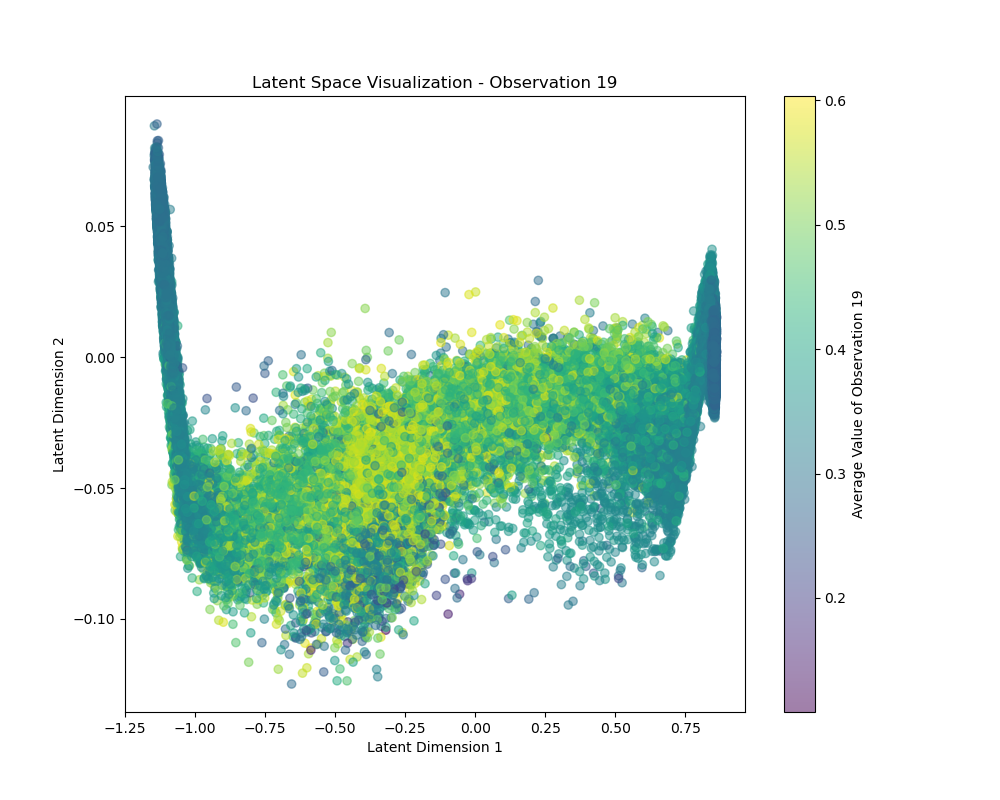 Latent Space Visualization - Observation 19
Latent Dimension 2
0.05
0.00
−0.05
−0.10
−1.25 −1.00 −0.75 −0.50 −0.25 0.00 0.25 0.50 0.75
Latent Dimension 1
0.6
0.5
0.4
0.3
0.2
Average Value of Observation 19